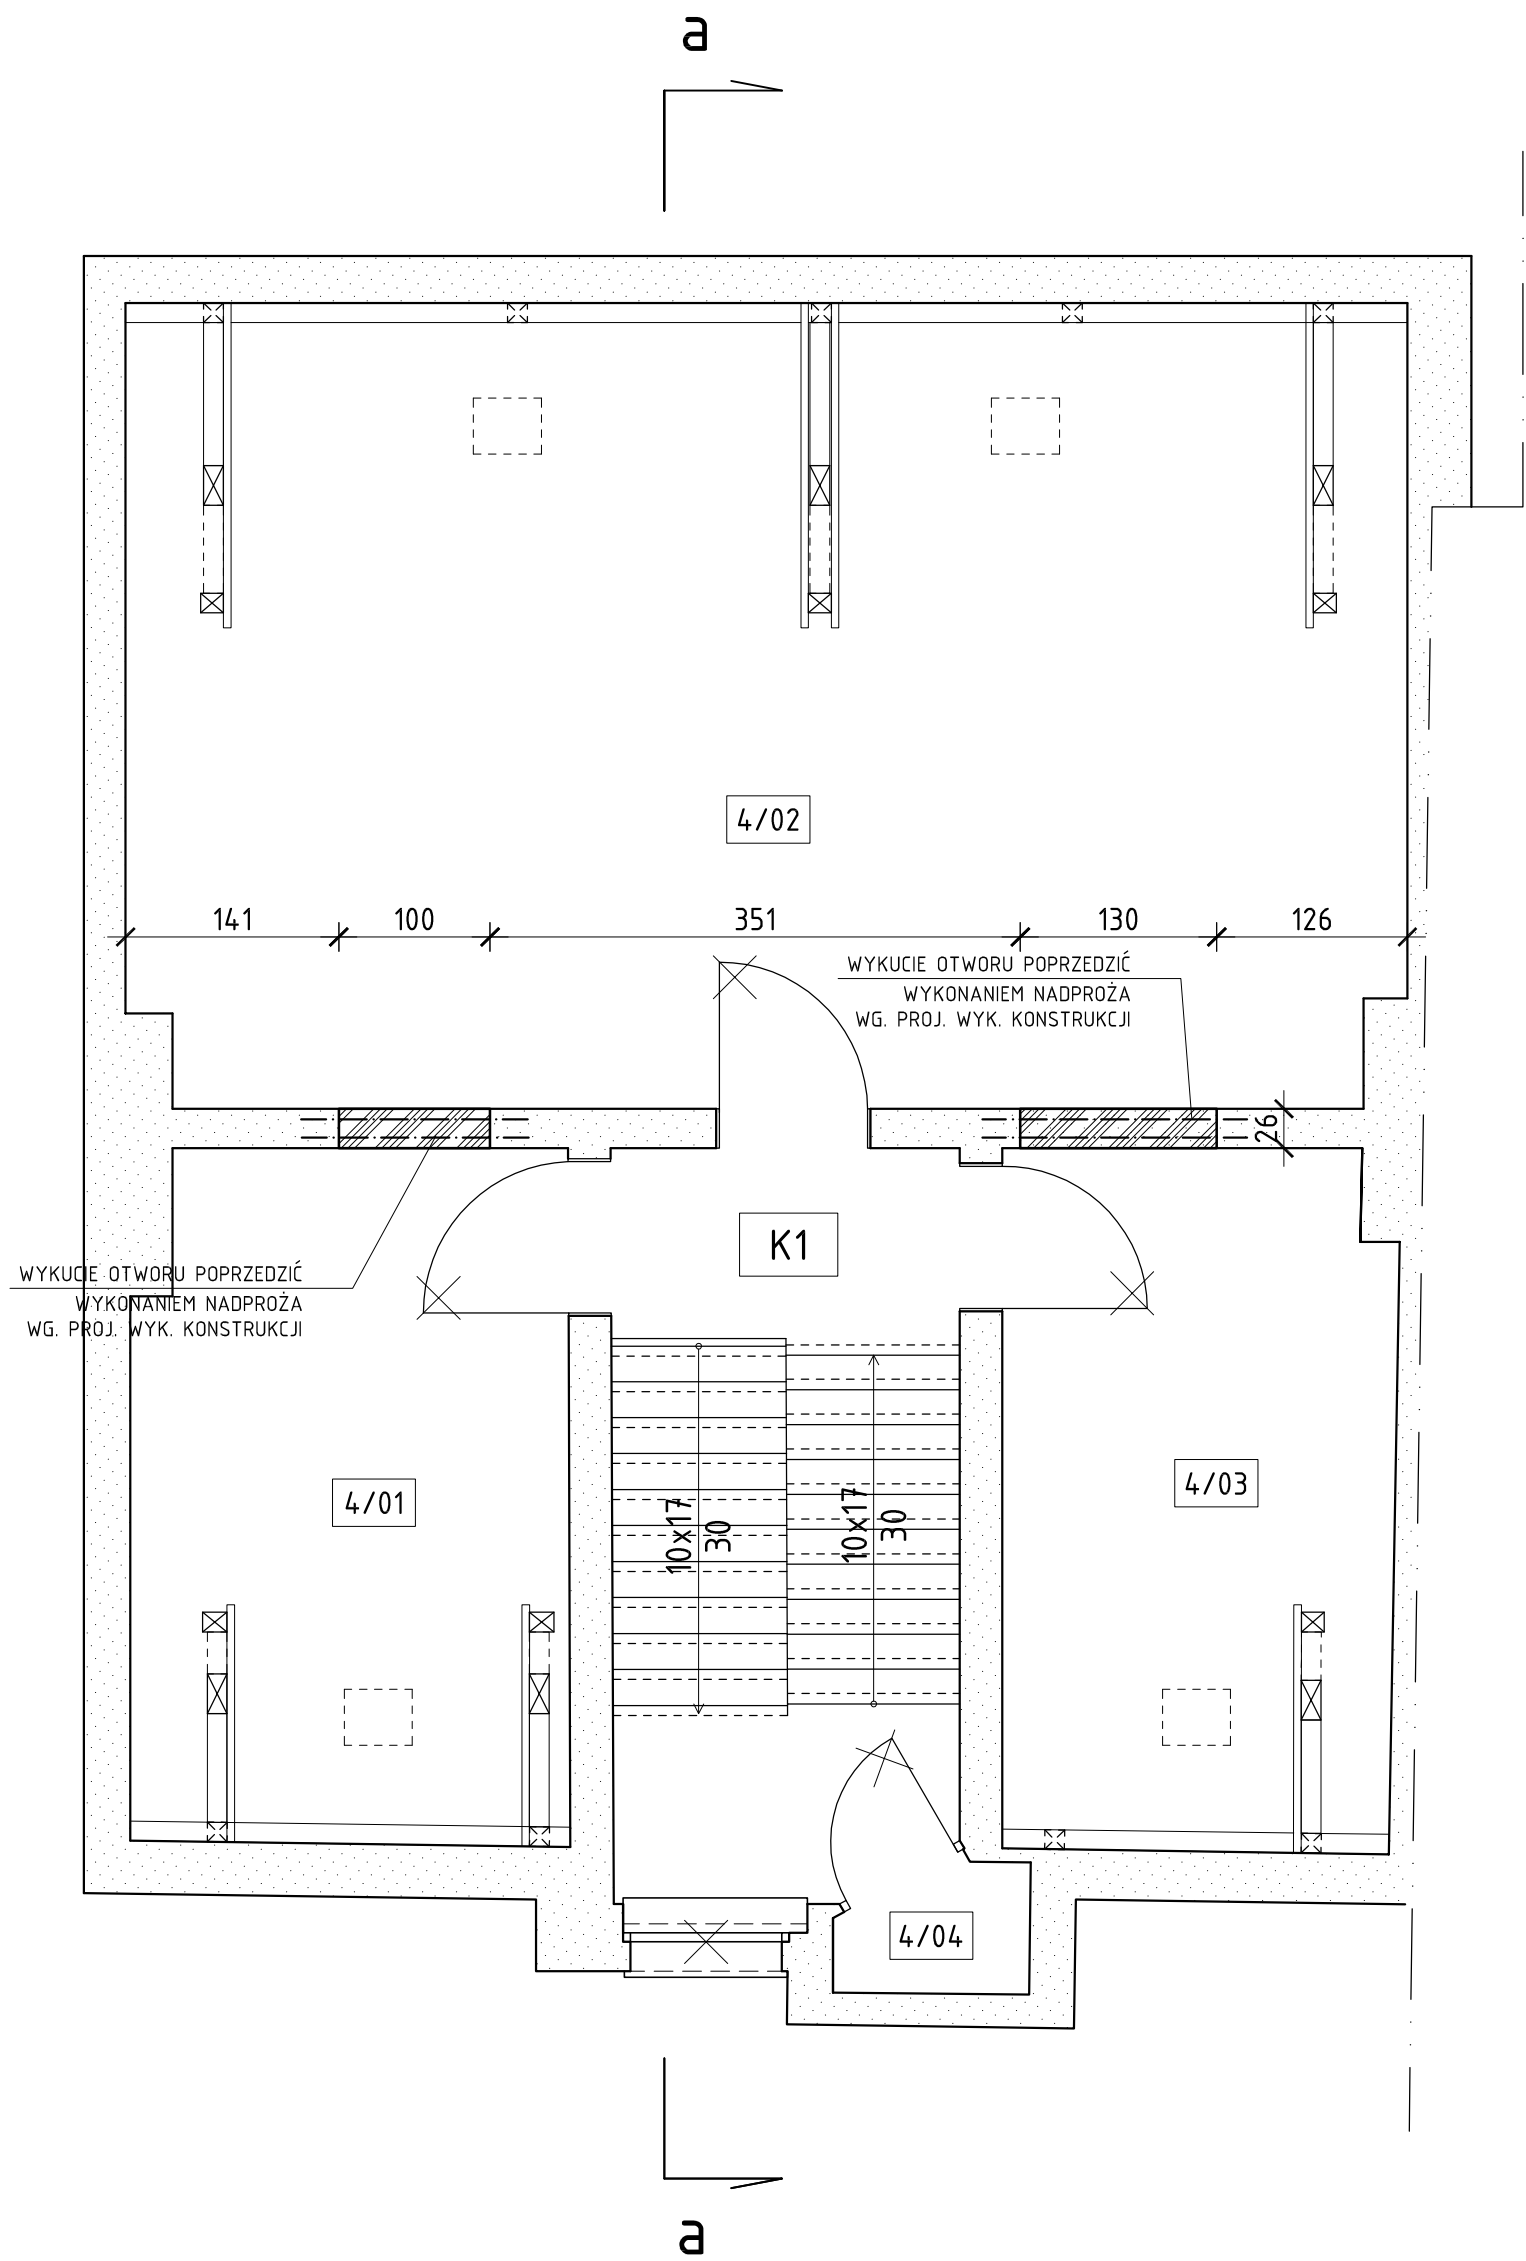 a
4/02
141
100
351
130
126
WYKUCIE OTWORU POPRZEDZIĆ
WYKONANIEM NADPROŻA
WG. PROJ. WYK. KONSTRUKCJI
26
K1
WYKUCIE OTWORU POPRZEDZIĆ
WYKONANIEM NADPROŻA
WG. PROJ. WYK. KONSTRUKCJI
4/01
10x17
30
10x17
30
4/03
4/04
a